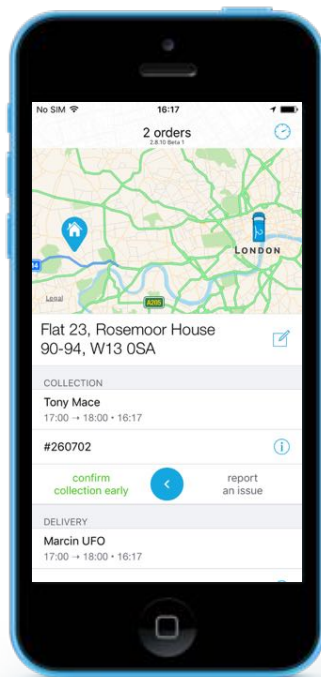 No SIM 16:17
2 orders
2.8.10 Beta 1
LONDON
A205
Legal
Flat 23, Rosemoor House
90-94, W13 0SA
COLLECTION
Tony Mace
17:00 → 18:00 • 16:17
#260702
confirm
collection early
report
an issue
DELIVERY
Marcin UFO
17:00 → 18:00 • 16:17